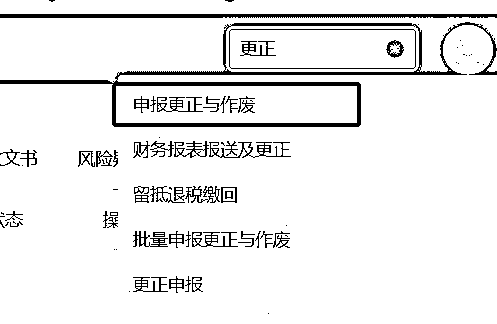 更正
申报更正与作废
文书 风险
财务报表报送及更正
留抵退税缴回
状态 操
批量申报更正与作废
更正申报